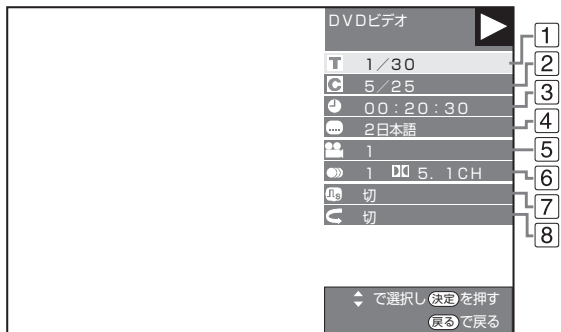 DVDビデオ
T 1/30
C 5/25
00:20:30
2日本語
1
1 5. 1CH
切
切
で選択し 決定 を押す
戻る で戻る
1
2
3
4
5
6
7
8